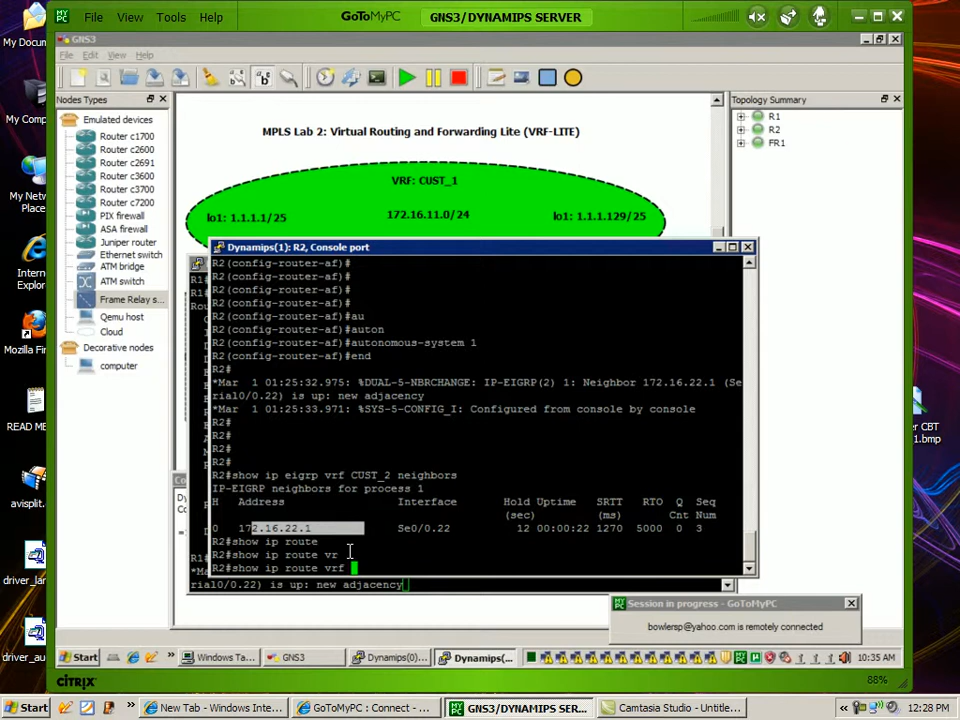 File View Tools Help
GoToMyPC
GNS3/DYNAMIPS SERVER
My Docum
My Comp
My Netw
Place
Intern
Explor
Mozilla Fir
READ ME
avisplit.
driver_lan
driver_au
er CBT
1.bmp
GNS3
File Edit View Help
Nodes Types
Emulated devices
Router c1700
Router c2600
Router c2691
Router c3600
Router c3700
Router c7200
PIX firewall
ASA firewall
Juniper router
Ethernet switch
ATM bridge
ATM switch
Frame Relay s...
Qemu host
Cloud
Decorative nodes
computer
MPLS Lab 2: Virtual Routing and Forwarding Lite (VRF-LITE)
VRF: CUST_1
lo1: 1.1.1.1/25
172.16.11.0/24
lo1: 1.1.1.129/25
Topology Summary
R1
R2
FR1
Dynamips(1): R2, Console port
R2(config-router-af)#
R2(config-router-af)#
R2(config-router-af)#
R2(config-router-af)#
R2(config-router-af)#au
R2(config-router-af)#auton
R2(config-router-af)#autonomous-system 1
R2(config-router-af)#end
R2#
*Mar 1 01:25:32.975: %DUAL-5-NBRCHANGE: IP-EIGRP(2) 1: Neighbor 172.16.22.1 (Se
rial0/0.22) is up: new adjacency
*Mar 1 01:25:33.971: %SYS-5-CONFIG_I: Configured from console by console
R2#
R2#
R2#
R2#
R2#show ip eigrp vrf CUST_2 neighbors
IP-EIGRP neighbors for process 1
H Address Interface Hold Uptime SRTT RTO Q Seq
(sec) (ms) Cnt Num
0 172.16.22.1 Se0/0.22 12 00:00:22 1270 5000 0 3
R2#show ip route
R2#show ip route vr
R2#show ip route vrf
rial0/0.22) is up: new adjacency
Session in progress - GoToMyPC
bowlersp@yahoo.com is remotely connected
Start
Windows Ta...
GNS3
Dynamips(0)...
Dynamips(...
10:35 AM
CITRIX
88%
Start
New Tab - Windows Inte...
GoToMyPC : Connect - ...
GNS3/DYNAMIPS SER...
Camtasia Studio - Untitle...
12:28 PM